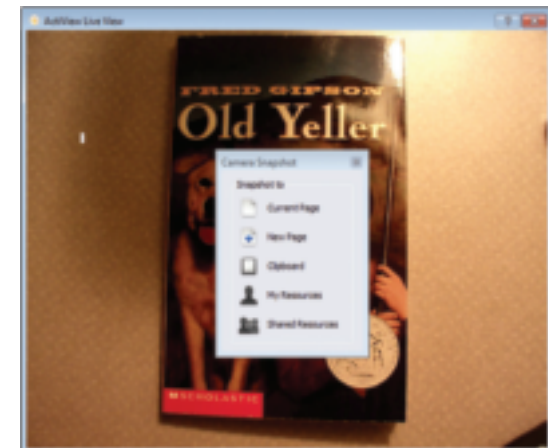 ActiView Live View
FRED GIPSON
Old Yeller
Camera Snapshot
Snapshot to
Current Page
New Page
Clipboard
My Resources
Shared Resources
SCHOLASTIC